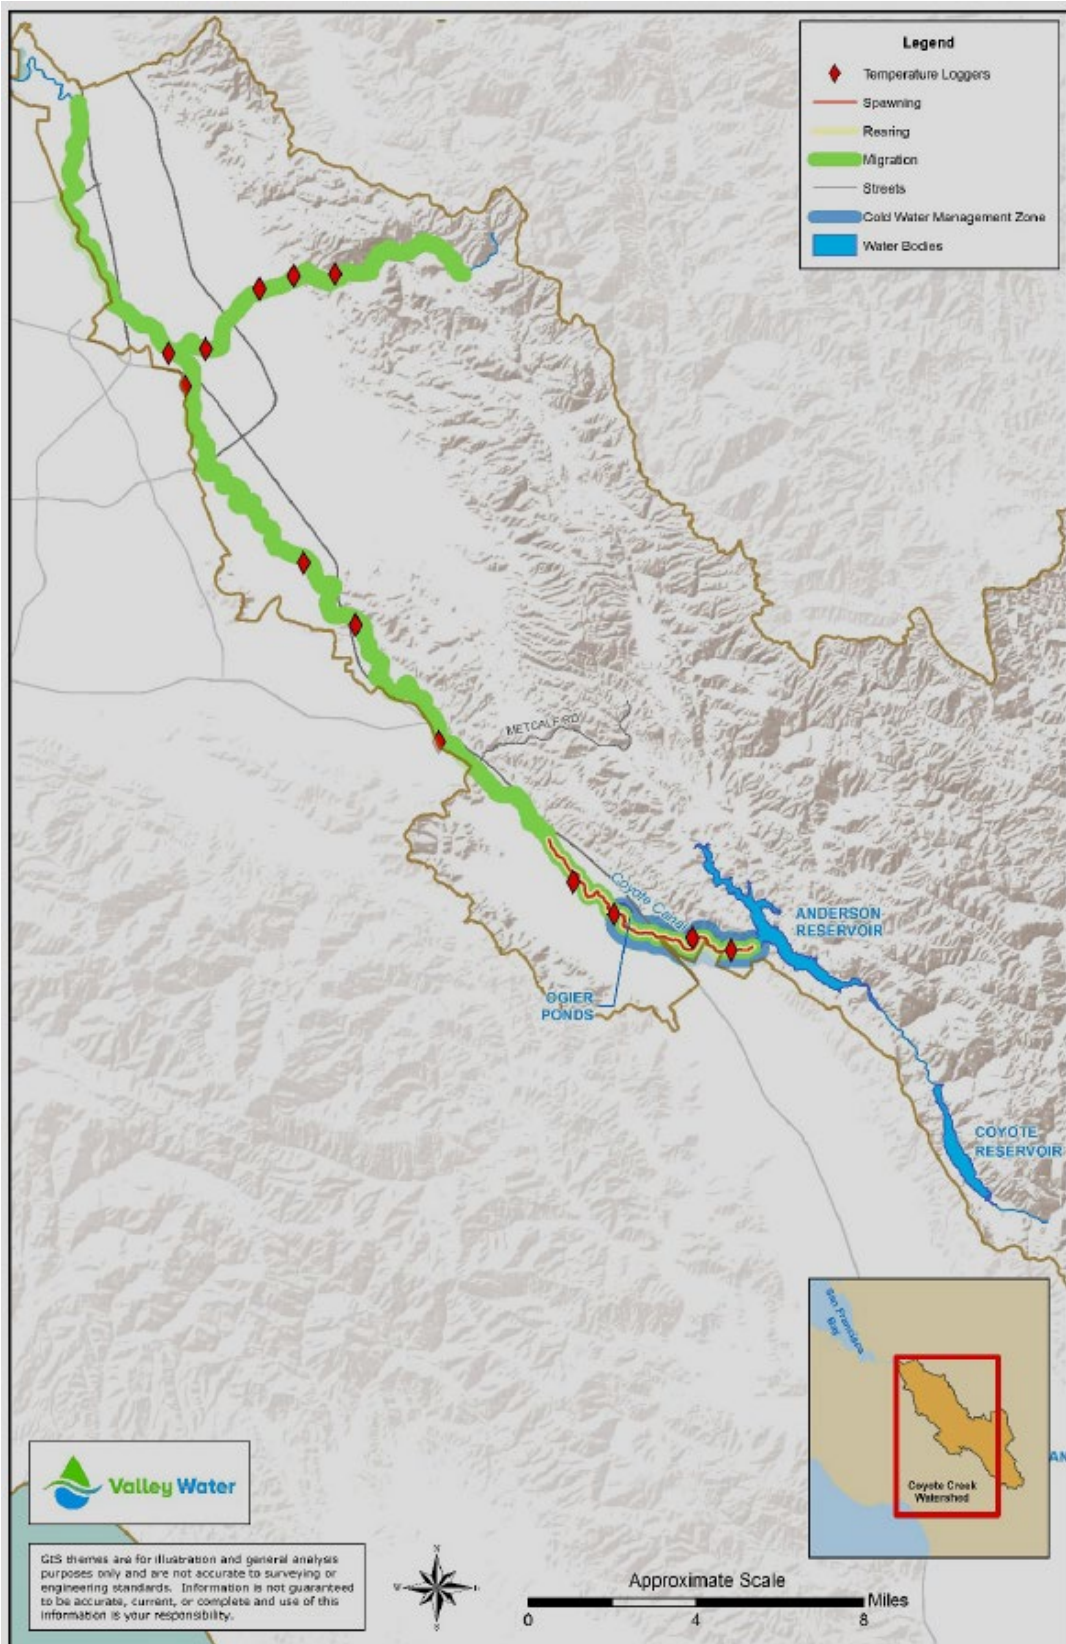 Legend
Temperature Loggers
Spawning
Rearing
Migration
Streets
Cold Water Management Zone
Water Bodies
METCALF RD
Coyote Canal
ANDERSON
RESERVOIR
OGIER
PONDS
COYOTE
RESERVOIR
San Francisco
Bay
Coyote Creek
Watershed
AN
Valley Water
GIS themes are for illustration and general analysis
purposes only and are not accurate to surveying or
engineering standards. Information is not guaranteed
to be accurate, current, or complete and use of this
information is your responsibility.
N
W
E
S
Approximate Scale
Miles
0
4
8